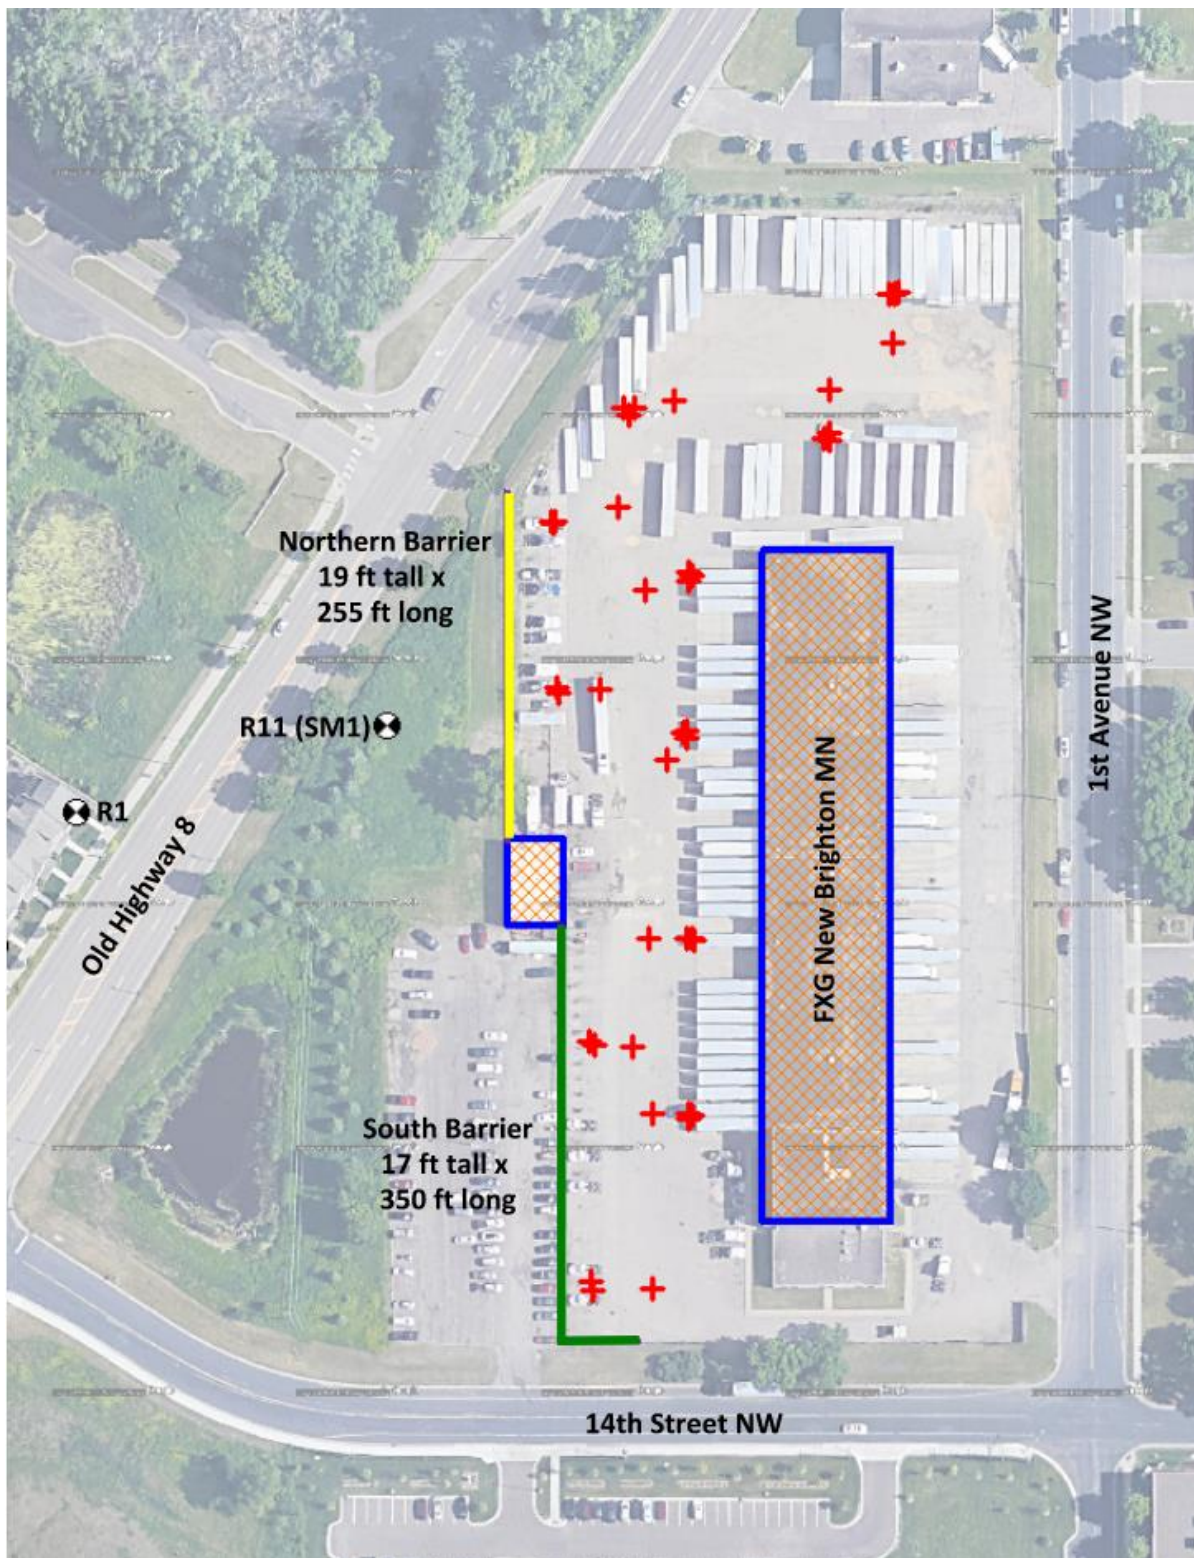 Northern Barrier
19 ft tall x
255 ft long
R11 (SM1)
R1
Old Highway 8
FXG New Brighton MN
1st Avenue NW
South Barrier
17 ft tall x
350 ft long
14th Street NW